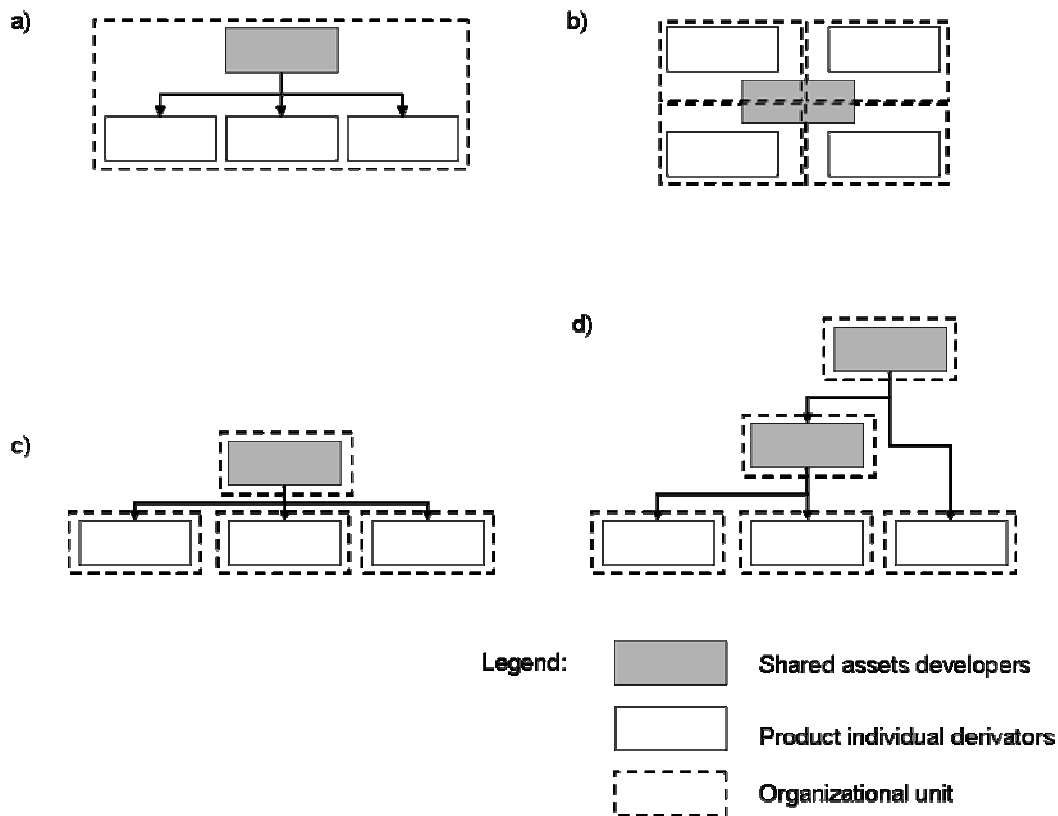 a)
b)
c)
d)
Legend:
Shared assets developers
Product individual derivators
Organizational unit